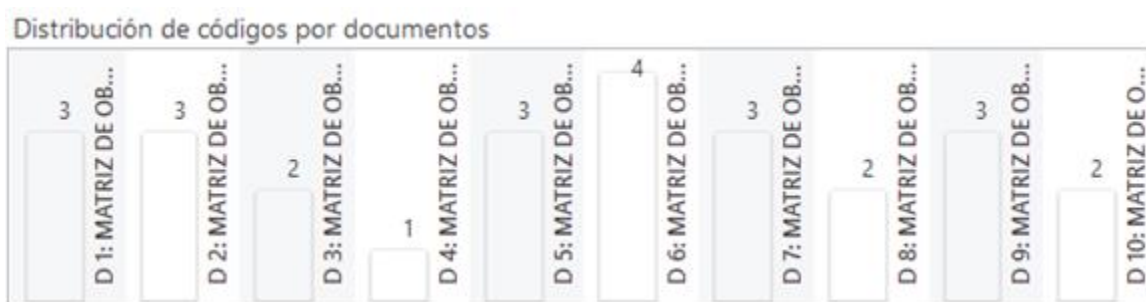 Distribución de códigos por documentos
3
D 1: MATRIZ DE OB...
3
D 2: MATRIZ DE OB...
2
D 3: MATRIZ DE OB...
1
D 4: MATRIZ DE OB...
3
D 5: MATRIZ DE OB...
4
D 6: MATRIZ DE OB...
3
D 7: MATRIZ DE OB...
2
D 8: MATRIZ DE OB...
3
D 9: MATRIZ DE OB...
2
D 10: MATRIZ DE O...